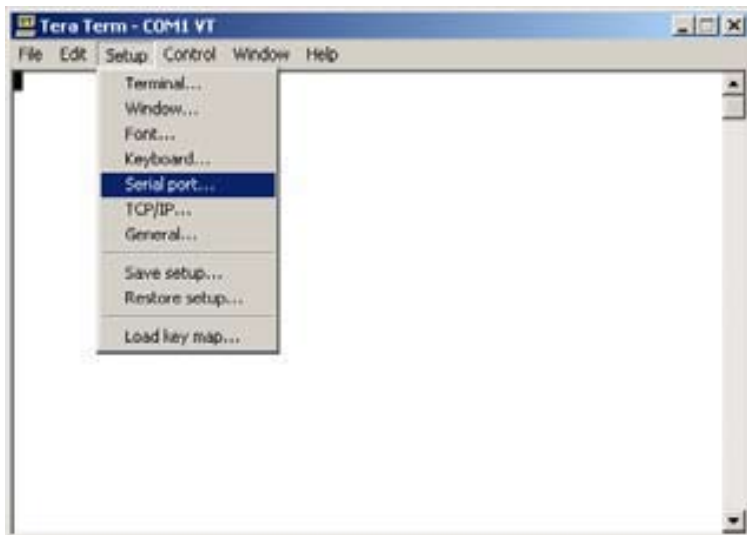 Tera Term - COM1 VT
File Edit Setup Control Window Help
Terminal...
Window...
Font...
Keyboard...
Serial port...
TCP/IP...
General...
Save setup...
Restore setup...
Load key map...